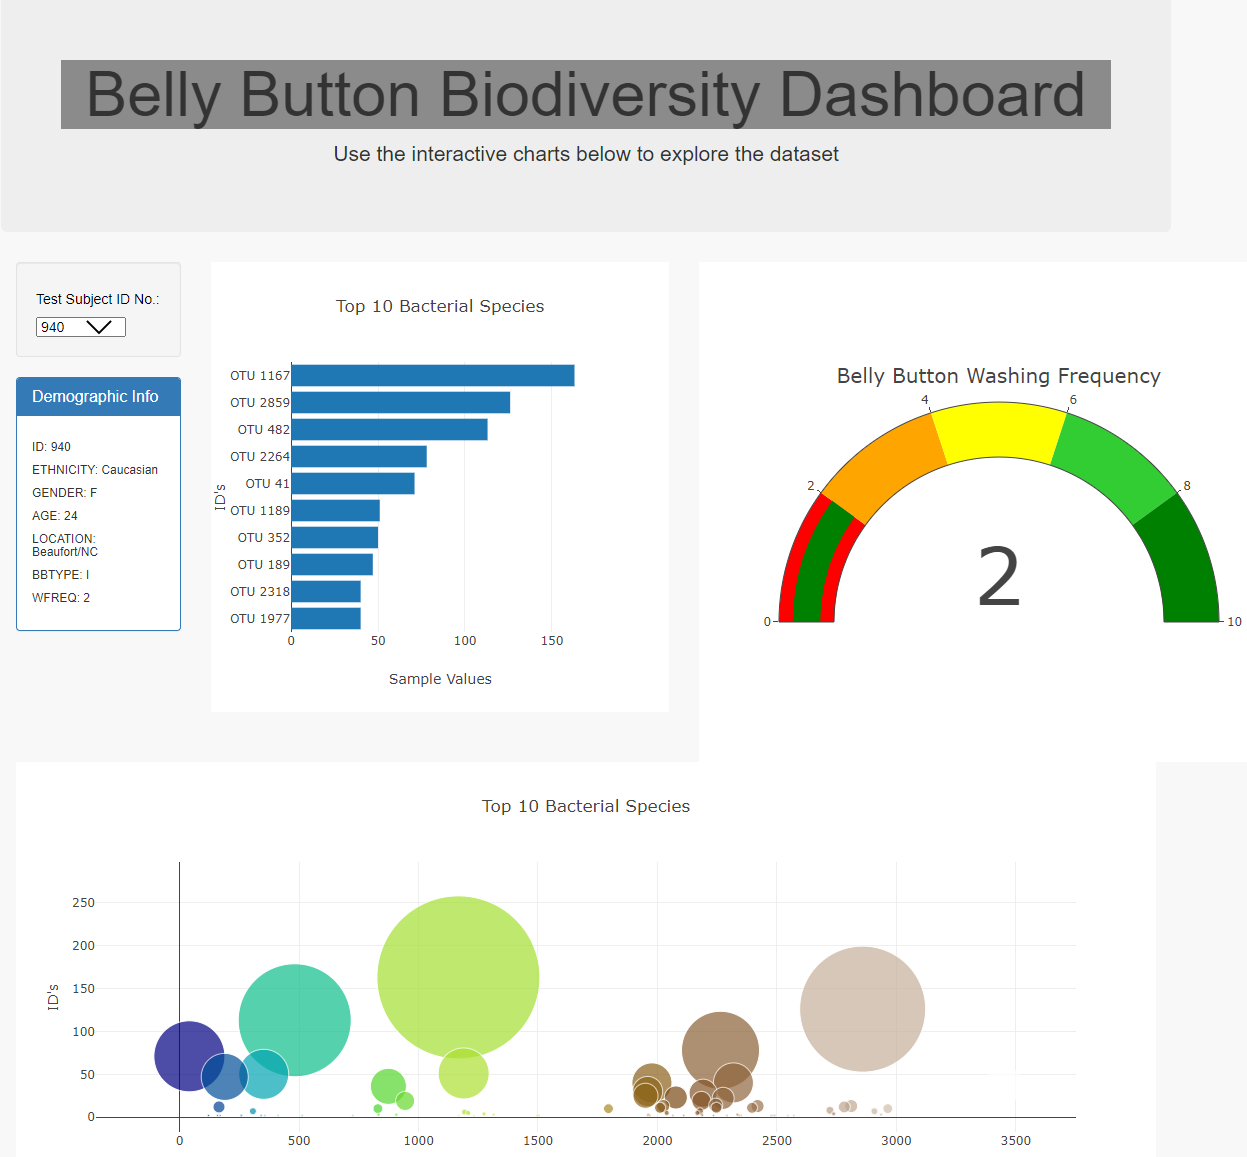 Belly Button Biodiversity Dashboard
Use the interactive charts below to explore the dataset
Test Subject ID No.:
940
Demographic Info
ID: 940
ETHNICITY: Caucasian
GENDER: F
AGE: 24
LOCATION:
Beaufort/NC
BBTYPE: I
WFREQ: 2
Top 10 Bacterial Species
ID's
OTU 1167
OTU 2859
OTU 482
OTU 2264
OTU 41
OTU 1189
OTU 352
OTU 189
OTU 2318
OTU 1977
0 50 100 150
Sample Values
Belly Button Washing Frequency
0 2 4 6 8 10
2
Top 10 Bacterial Species
ID's
250
200
150
100
50
0
0 500 1000 1500 2000 2500 3000 3500